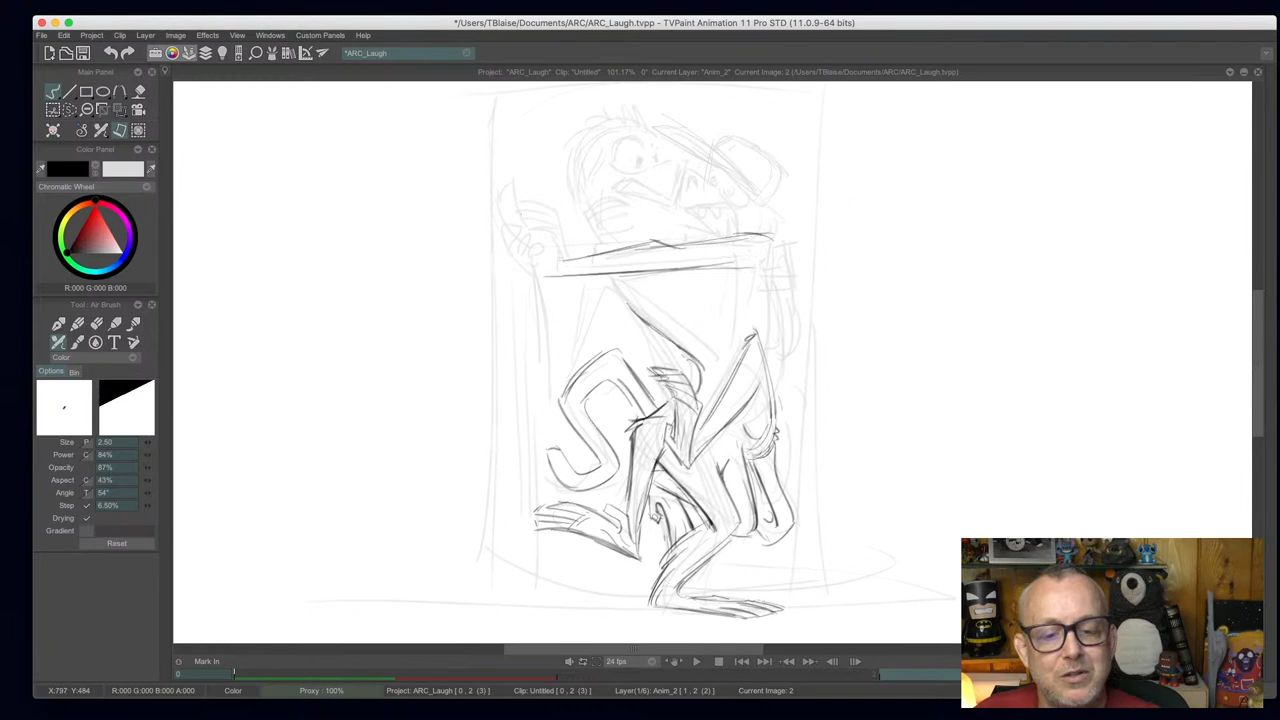 */Users/TBlaise/Documents/ARC/ARC_Laugh.tvpp - TVPaint Animation 11 Pro STD (11.0.9-64 bits)
File Edit Project Clip Layer Image Effects View Windows Custom Panels Help
*ARC_Laugh
Main Panel
Project: "ARC_Laugh" Clip: "Untitled" 101.17% 0° Current Layer: "Anim_2" Current Image: 2 (/Users/TBlaise/Documents/ARC/ARC_Laugh.tvpp)
Color Panel
Chromatic Wheel
R:000 G:000 B:000
Tool : Air Brush
Color
Options Bin
Size P 2.50
Power C 84%
Opacity 87%
Aspect C 43%
Angle T 54°
Step 6.50%
Drying
Gradient
Reset
Mark In
24 fps
0
X:797 Y:484 R:000 G:000 B:000 A:000 Color Proxy : 100% Project: ARC_Laugh [ 0 , 2 (3) ] Clip: Untitled [ 0 , 2 (3) ] Layer(1/6): Anim_2 [ 1 , 2 (2) ] Current Image: 2